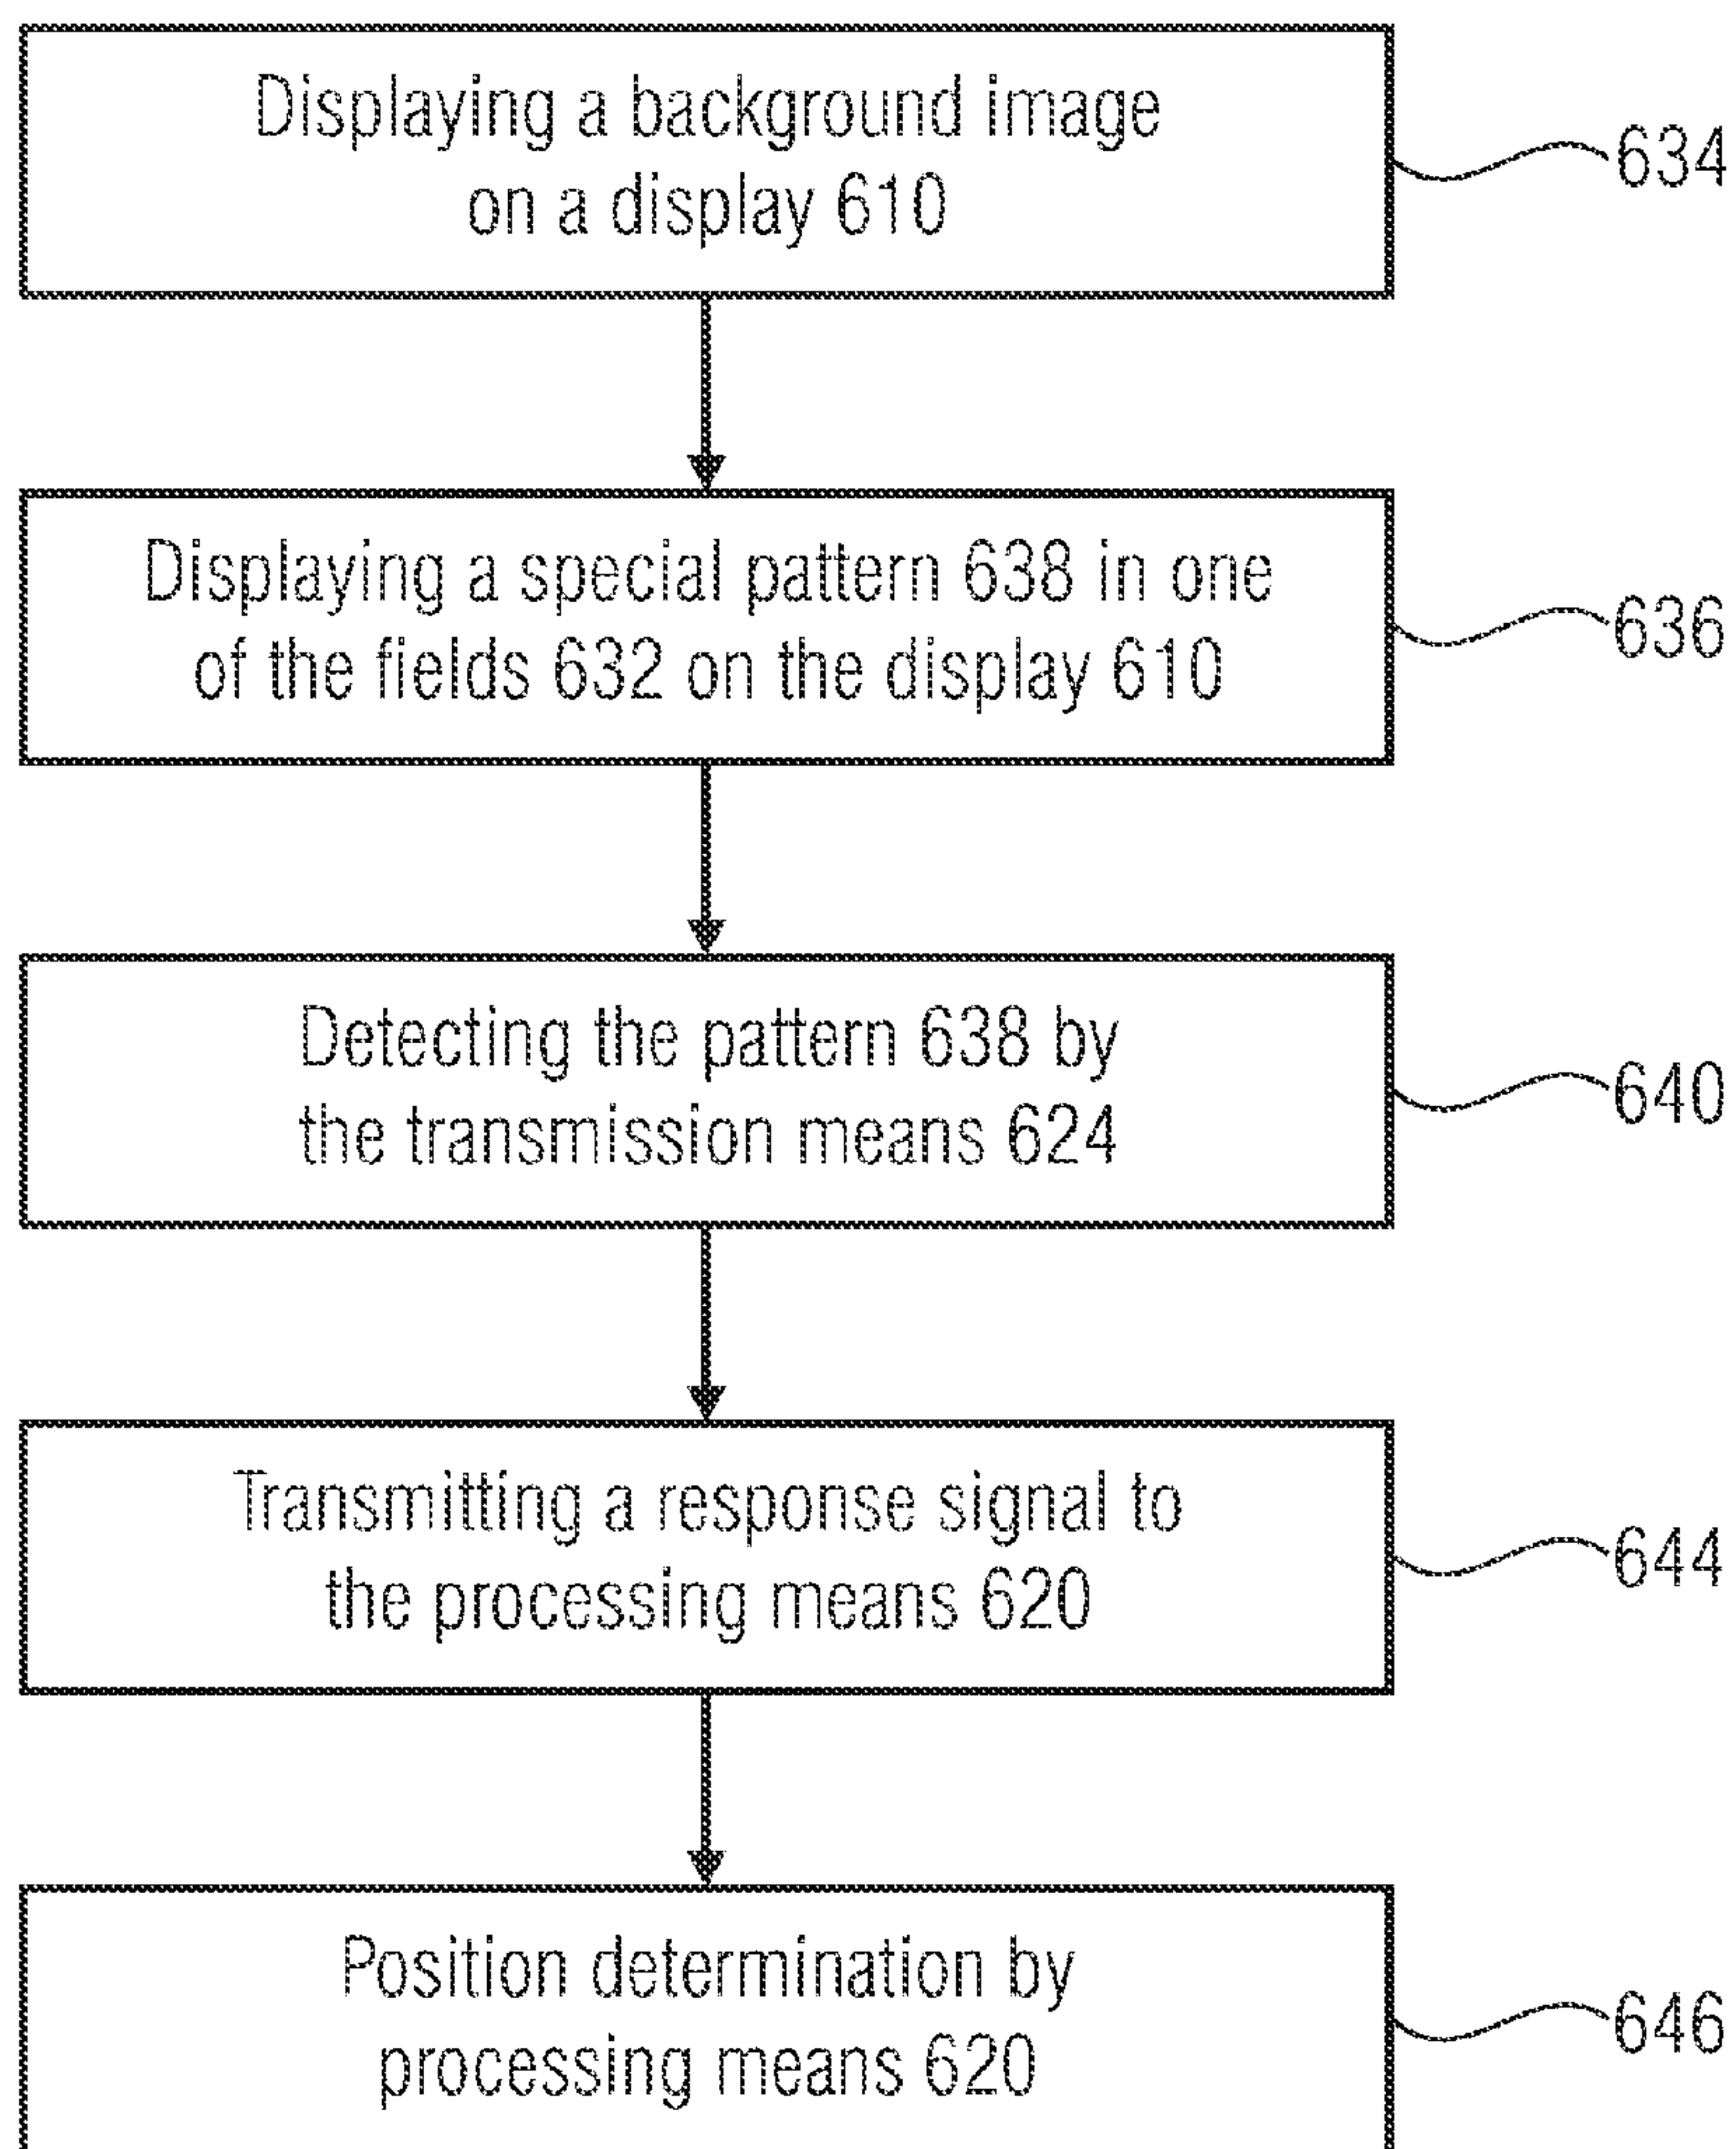 Displaying a background image
on a display 610
634
Displaying a special pattern 638 in one
of the fields 632 on the display 610
636
Detecting the pattern 638 by
the transmission means 624
640
Transmitting a response signal to
the processing means 620
644
Position determination by
processing means 620
646